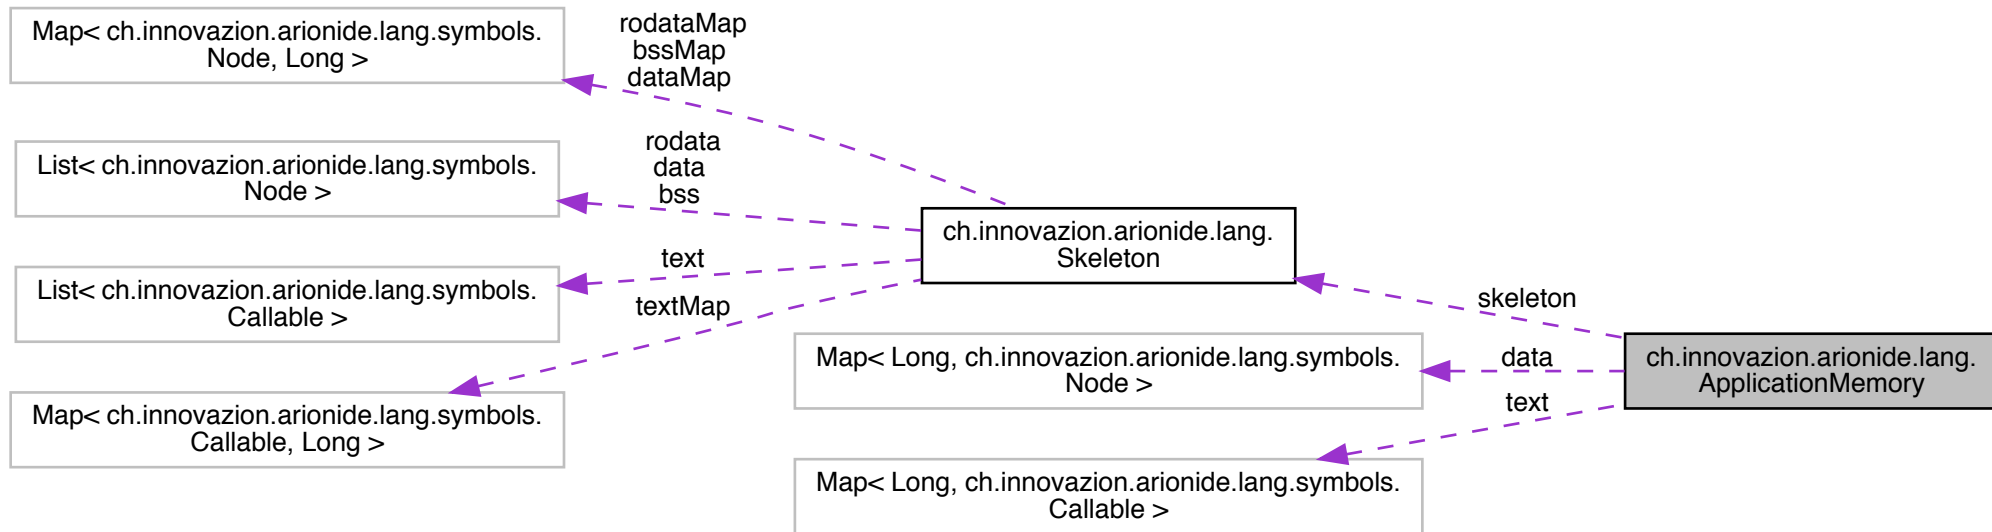 Map< ch.innovazion.arionide.lang.symbols.
Node, Long >
rodataMap
bssMap
dataMap
List< ch.innovazion.arionide.lang.symbols.
Node >
rodata
data
bss
List< ch.innovazion.arionide.lang.symbols.
Callable >
text
Map< ch.innovazion.arionide.lang.symbols.
Callable, Long >
textMap
ch.innovazion.arionide.lang.
Skeleton
skeleton
Map< Long, ch.innovazion.arionide.lang.symbols.
Node >
data
Map< Long, ch.innovazion.arionide.lang.symbols.
Callable >
text
ch.innovazion.arionide.lang.
ApplicationMemory